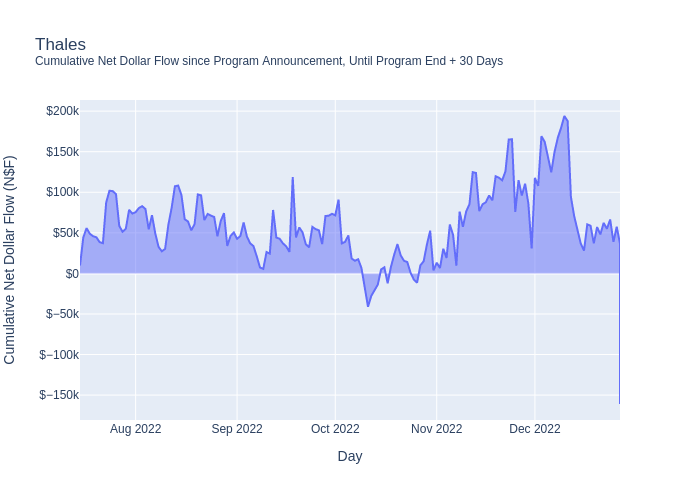 Thales
Cumulative Net Dollar Flow since Program Announcement, Until Program End + 30 Days
Cumulative Net Dollar Flow (N$F)
$200k
$150k
$100k
$50k
$0
$−50k
$−100k
$−150k
Aug 2022
Sep 2022
Oct 2022
Nov 2022
Dec 2022
Day